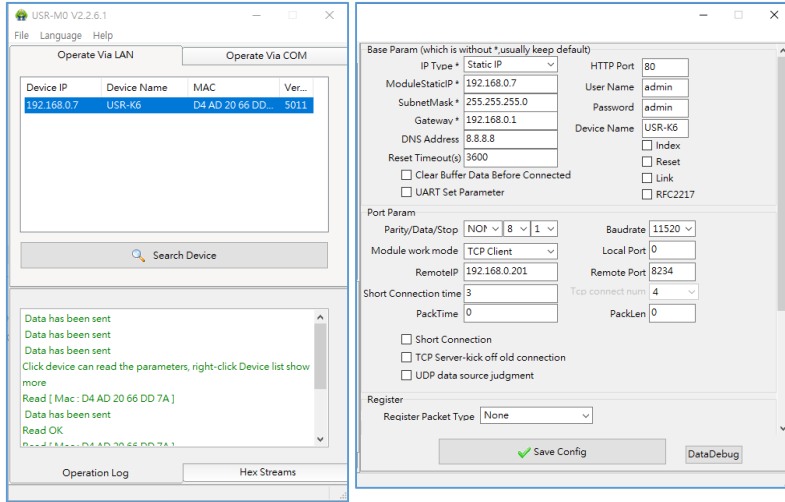 USR-M0 V2.2.6.1
File Language Help
Operate Via LAN Operate Via COM
Device IP Device Name MAC Ver...
192.168.0.7 USR-K6 D4 AD 20 66 DD... 5011
Search Device
Data has been sent
Data has been sent
Data has been sent
Click device can read the parameters, right-click Device list show
more
Read [ Mac : D4 AD 20 66 DD 7A ]
Data has been sent
Read OK
Read [ Mac : D4 AD 20 66 DD 7A ]
Operation Log Hex Streams
Base Param (which is without *,usually keep default)
IP Type * Static IP HTTP Port 80
ModuleStaticIP * 192.168.0.7 User Name admin
SubnetMask * 255.255.255.0 Password admin
Gateway * 192.168.0.1 Device Name USR-K6
DNS Address 8.8.8.8 Index
Reset Timeout(s) 3600 Reset
Clear Buffer Data Before Connected Link
UART Set Parameter RFC2217
Port Param
Parity/Data/Stop NON 8 1 Baudrate 11520
Module work mode TCP Client Local Port 0
RemoteIP 192.168.0.201 Remote Port 8234
Short Connection time 3 Tcp connect num 4
PackTime 0 PackLen 0
Short Connection
TCP Server-kick off old connection
UDP data source judgment
Register
Register Packet Type None
Save Config DataDebug